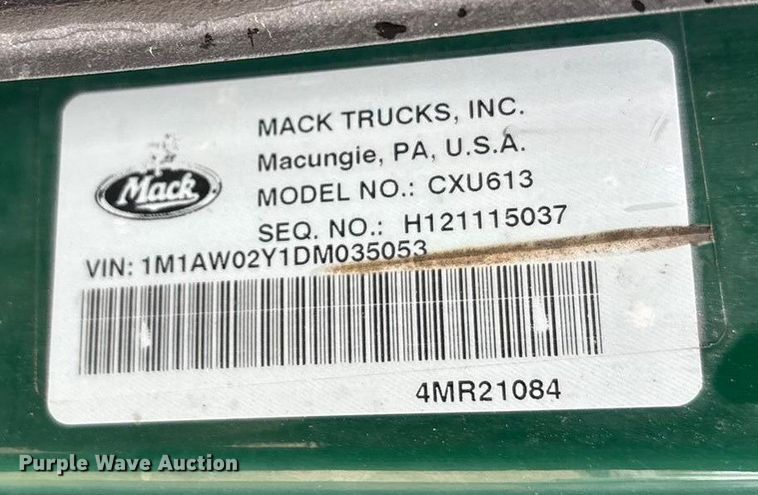 MACK TRUCKS, INC.
Macungie, PA, U.S.A.
Mack
MODEL NO.: CXU613
SEQ. NO.: H121115037
VIN: 1M1AW02Y1DM035053
4MR21084
Purple Wave Auction